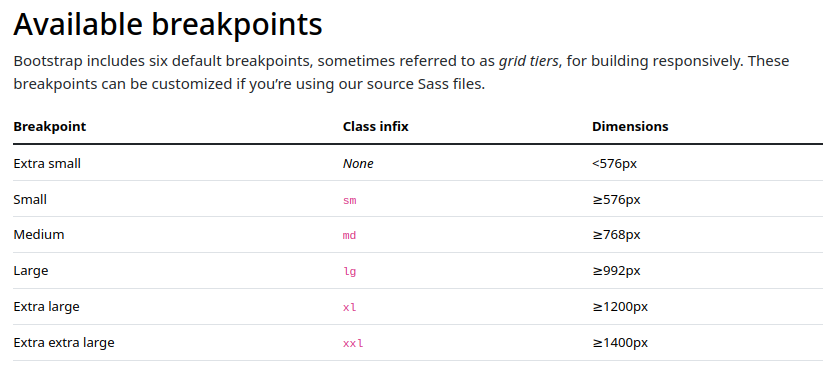 Available breakpoints
Bootstrap includes six default breakpoints, sometimes referred to as grid tiers, for building responsively. These
breakpoints can be customized if you’re using our source Sass files.
Breakpoint Class infix Dimensions
Extra small None <576px
Small sm ≥576px
Medium md ≥768px
Large lg ≥992px
Extra large xl ≥1200px
Extra extra large xxl ≥1400px